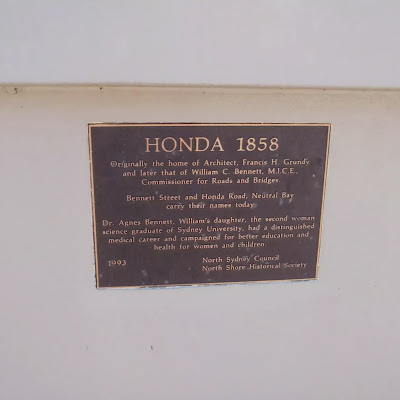 HONDA 1858
Originally the home of Architect, Francis H. Grundy
and later that of William C. Bennett, M.I.C.E.,
Commissioner for Roads and Bridges.
Bennett Street and Honda Road, Neutral Bay
carry their names today.
Dr. Agnes Bennett, William's daughter, the second woman
science graduate of Sydney University, had a distinguished
medical career and campaigned for better education and
health for women and children.
1993
North Sydney Council
North Shore Historical Society